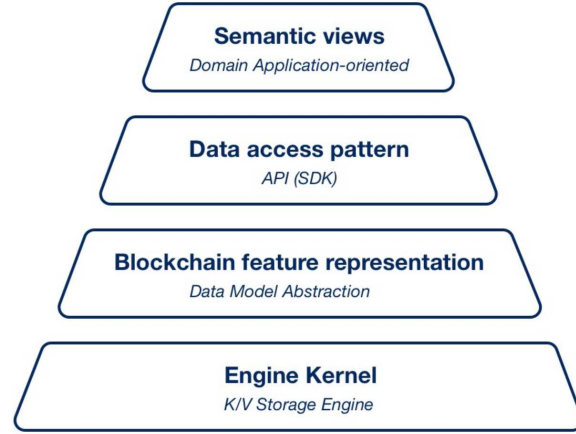 Semantic views
Domain Application-oriented
Data access pattern
API (SDK)
Blockchain feature representation
Data Model Abstraction
Engine Kernel
K/V Storage Engine